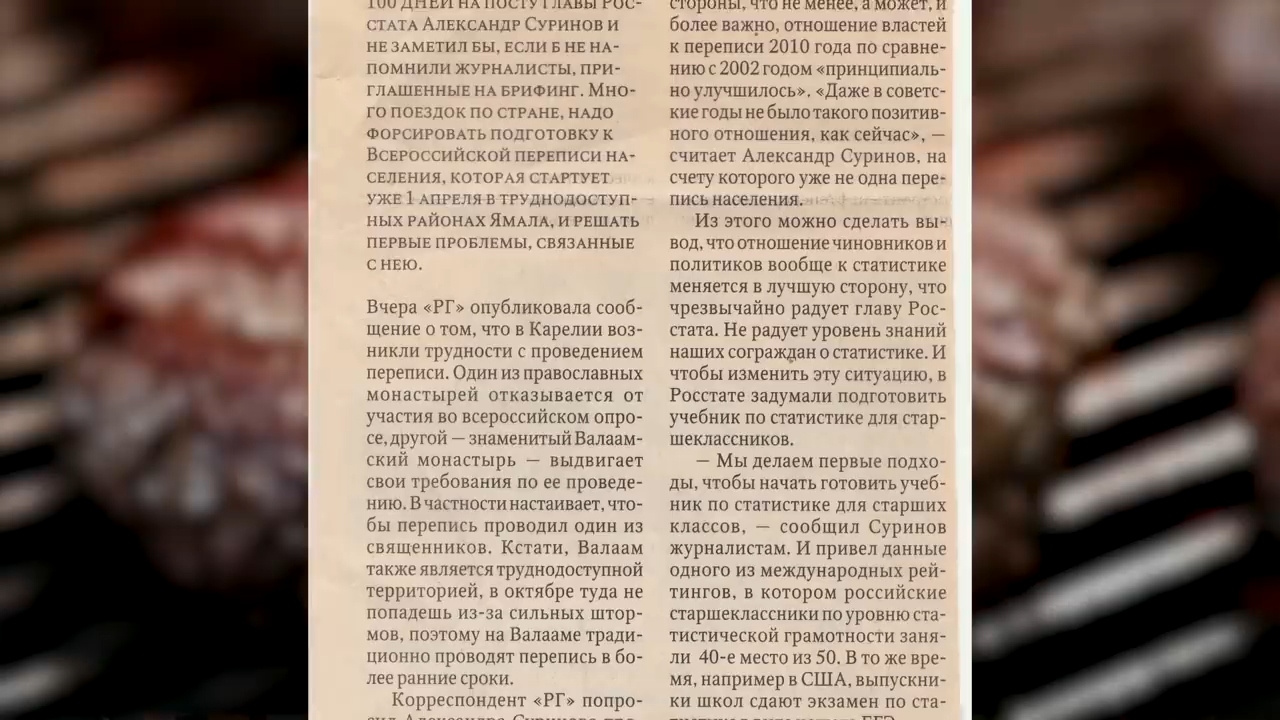 100 ДНЕЙ НА ПОСТУ ГЛАВЫ РОС-
СТАТА АЛЕКСАНДР СУРИНОВ И
НЕ ЗАМЕТИЛ БЫ, ЕСЛИ Б НЕ НА-
ПОМНИЛИ ЖУРНАЛИСТЫ, ПРИ-
ГЛАШЕННЫЕ НА БРИФИНГ. МНО-
ГО ПОЕЗДОК ПО СТРАНЕ, НАДО
ФОРСИРОВАТЬ ПОДГОТОВКУ К
ВСЕРОССИЙСКОЙ ПЕРЕПИСИ НА-
СЕЛЕНИЯ, КОТОРАЯ СТАРТУЕТ
УЖЕ 1 АПРЕЛЯ В ТРУДНОДОСТУП-
НЫХ РАЙОНАХ ЯМАЛА, И РЕШАТЬ
ПЕРВЫЕ ПРОБЛЕМЫ, СВЯЗАННЫЕ
С НЕЮ.
Вчера «РГ» опубликовала сооб-
щение о том, что в Карелии воз-
никли трудности с проведением
переписи. Один из православных
монастырей отказывается от
участия во всероссийском опро-
се, другой — знаменитый Валаам-
ский монастырь — выдвигает
свои требования по ее проведе-
нию. В частности настаивает, что-
бы перепись проводил один из
священников. Кстати, Валаам
также является труднодоступной
территорией, в октябре туда не
попадешь из-за сильных штор-
мов, поэтому на Валааме тради-
ционно проводят перепись в бо-
лее ранние сроки.
Корреспондент «РГ» попро-
сил Александра Суринова про-
стороны, что не менее, а может, и
более важно, отношение властей
к переписи 2010 года по сравне-
нию с 2002 годом «принципиаль-
но улучшилось». «Даже в советс-
кие годы не было такого позитив-
ного отношения, как сейчас», —
считает Александр Суринов, на
счету которого уже не одна пере-
пись населения.
Из этого можно сделать вы-
вод, что отношение чиновников и
политиков вообще к статистике
меняется в лучшую сторону, что
чрезвычайно радует главу Рос-
стата. Не радует уровень знаний
наших сограждан о статистике. И
чтобы изменить эту ситуацию, в
Росстате задумали подготовить
учебник по статистике для стар-
шеклассников.
— Мы делаем первые подхо-
ды, чтобы начать готовить учеб-
ник по статистике для старших
классов, — сообщил Суринов
журналистам. И привел данные
одного из международных рей-
тингов, в котором российские
старшеклассники по уровню ста-
тистической грамотности заня-
ли 40-е место из 50. В то же вре-
мя, например в США, выпускни-
ки школ сдают экзамен по ста-